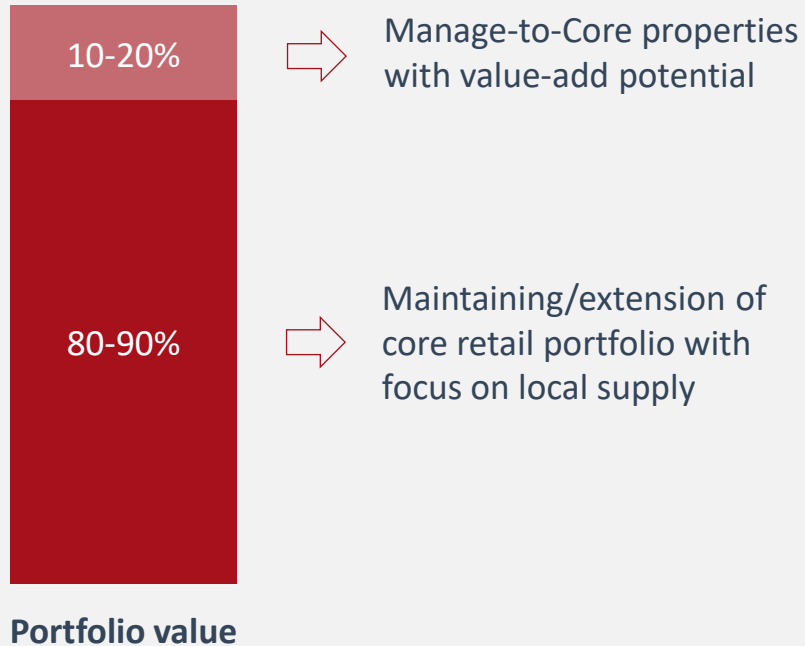 10-20%
Manage-to-Core properties
with value-add potential
80-90%
Maintaining/extension of
core retail portfolio with
focus on local supply
Portfolio value